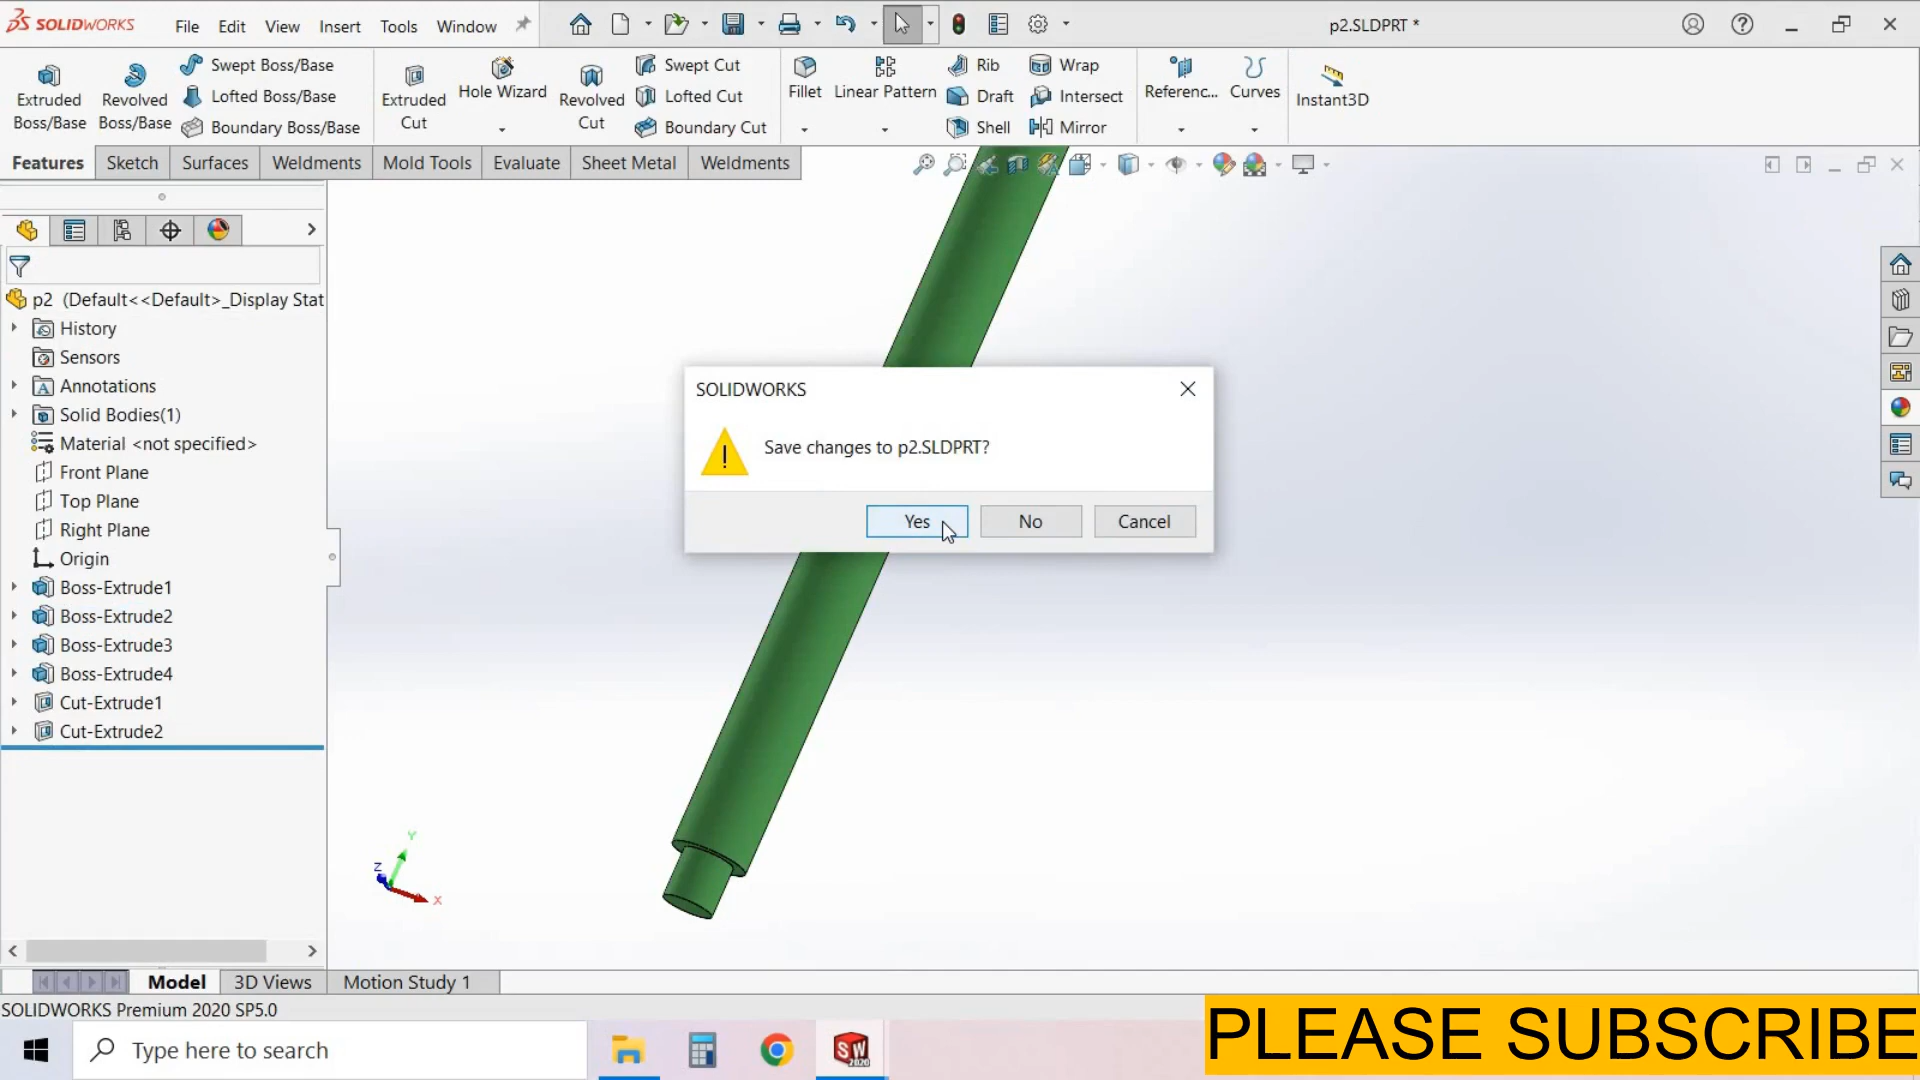 SOLIDWORKS File Edit View Insert Tools Window p2.SLDPRT *
Extruded Boss/Base
Revolved Boss/Base
Swept Boss/Base
Lofted Boss/Base
Boundary Boss/Base
Extruded Cut
Hole Wizard
Revolved Cut
Swept Cut
Lofted Cut
Boundary Cut
Fillet
Linear Pattern
Rib
Draft
Shell
Wrap
Intersect
Mirror
Referenc...
Curves
Instant3D
Features Sketch Surfaces Weldments Mold Tools Evaluate Sheet Metal Weldments
p2 (Default<<Default>_Display Stat
History
Sensors
Annotations
Solid Bodies(1)
Material <not specified>
Front Plane
Top Plane
Right Plane
Origin
Boss-Extrude1
Boss-Extrude2
Boss-Extrude3
Boss-Extrude4
Cut-Extrude1
Cut-Extrude2
SOLIDWORKS
Save changes to p2.SLDPRT?
Yes No Cancel
Y
Z
X
Model 3D Views Motion Study 1
SOLIDWORKS Premium 2020 SP5.0
Type here to search
SW
2020
PLEASE SUBSCRIBE